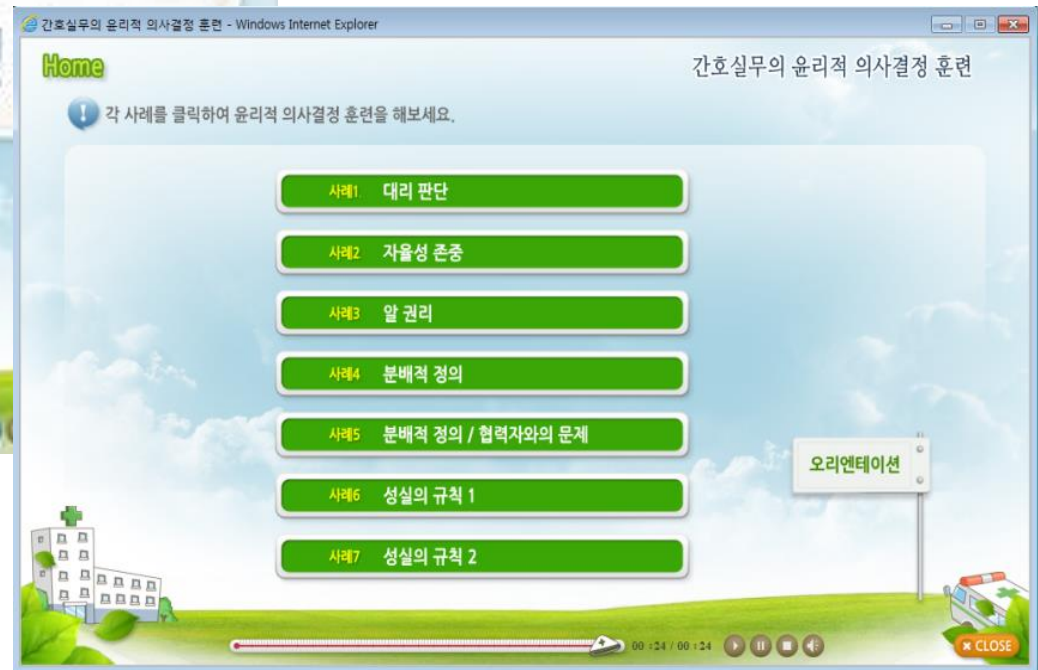 간호실무의 윤리적 의사결정 훈련 - Windows Internet Explorer
Home
간호실무의 윤리적 의사결정 훈련
각 사례를 클릭하여 윤리적 의사결정 훈련을 해보세요.
사례1. 대리 판단
사례2 자율성 존중
사례3 알 권리
사례4 분배적 정의
사례5 분배적 정의 / 협력자와의 문제
사례6 성실의 규칙 1
사례7 성실의 규칙 2
오리엔테이션
00 :24 / 00 :24
CLOSE